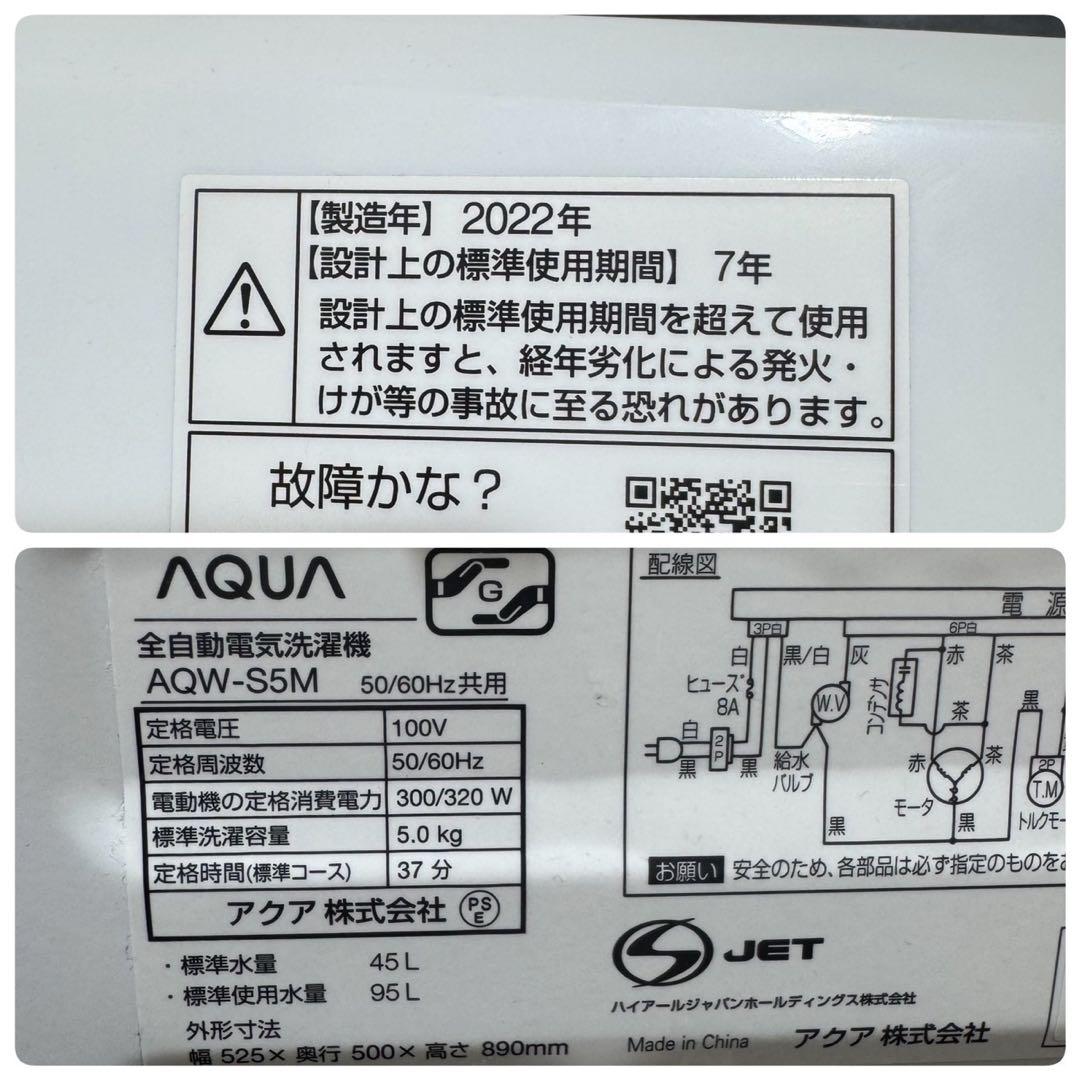 【製造年】 2022年
【設計上の標準使用期間】 7年
設計上の標準使用期間を超えて使用
されますと、経年劣化による発火・
けが等の事故に至る恐れがあります。
故障かな？
AQUA
G
全自動電気洗濯機
AQW-S5M 50/60Hz共用
定格電圧 100V
定格周波数 50/60Hz
電動機の定格消費電力 300/320 W
標準洗濯容量 5.0 kg
定格時間(標準コース) 37 分
アクア 株式会社 PSE
・標準水量 45L
・標準使用水量 95L
外形寸法
幅 525×奥行 500×高さ 890mm
配線図
電 源
3P白 6P白
白 黒/白 灰 赤 茶
ヒューズ
8A
W.V
コンデンサ
茶
黒
白
2P
黒
黒
給水
バルブ
赤
茶
モータ
2P
T.M
トルクモー
黒
黒
お願い 安全のため、各部品は必ず指定のものをお
JET
ハイアールジャパンホールディングス株式会社
Made in China アクア 株式会社